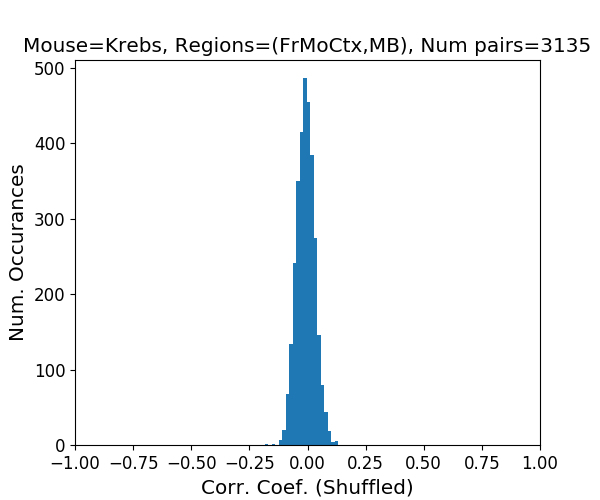 Mouse=Krebs, Regions=(FrMoCtx,MB), Num pairs=3135
500
400
300
200
100
0
Num. Occurances
−1.00 −0.75 −0.50 −0.25 0.00 0.25 0.50 0.75 1.00
Corr. Coef. (Shuffled)